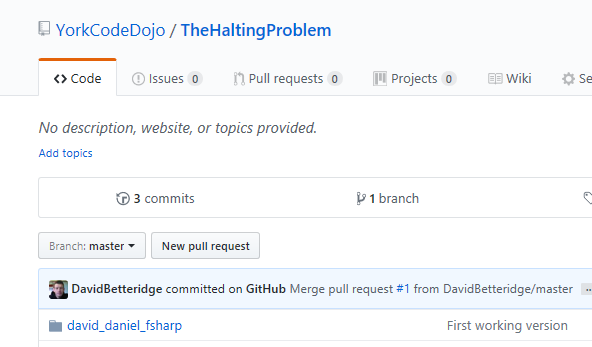 YorkCodeDojo / TheHaltingProblem
Code Issues 0 Pull requests 0 Projects 0 Wiki Se
No description, website, or topics provided.
Add topics
3 commits 1 branch
Branch: master New pull request
DavidBetteridge committed on GitHub Merge pull request #1 from DavidBetteridge/master ...
david_daniel_fsharp First working version